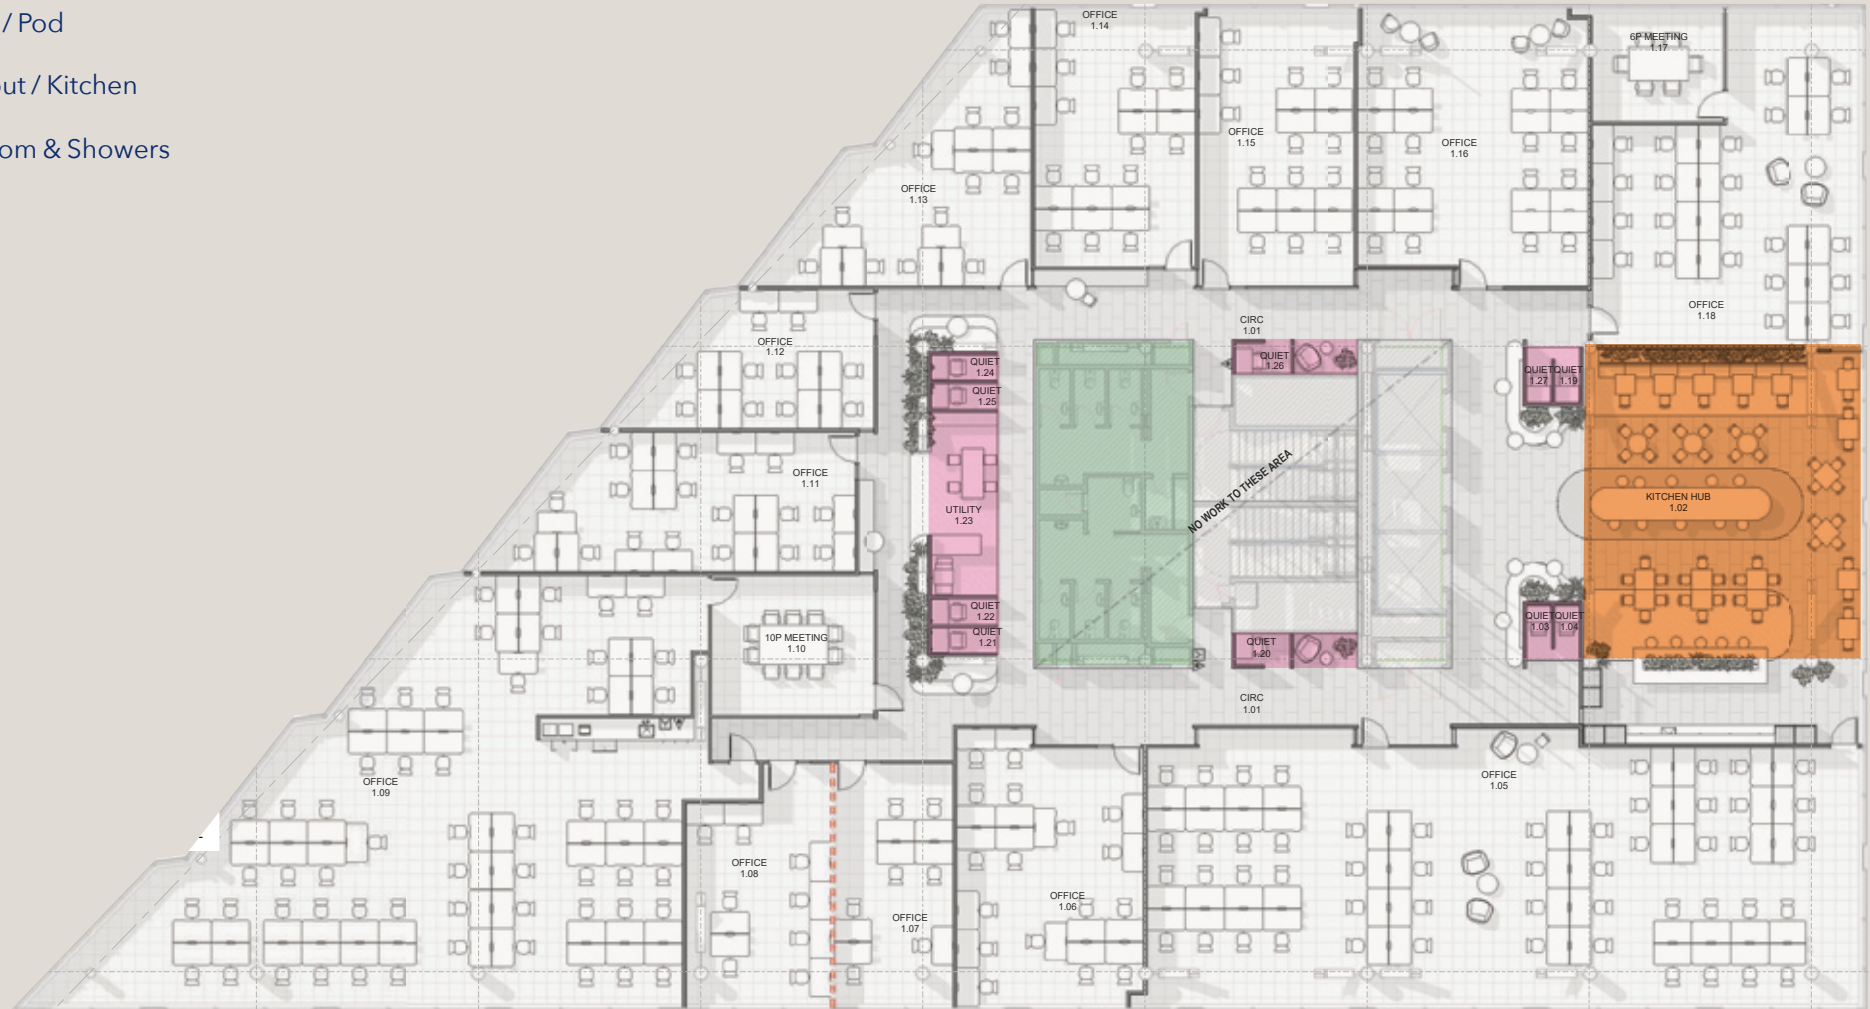 / Pod
out / Kitchen
om & Showers
OFFICE
1.14
6P MEETING
1.17
OFFICE
1.15
OFFICE
1.16
OFFICE
1.13
OFFICE
1.18
CIRC
1.01
OFFICE
1.12
QUIET
1.24
QUIET
1.26
QUIET
1.27
QUIET
1.19
QUIET
1.25
OFFICE
1.11
NO WORK TO THESE AREA
KITCHEN HUB
1.02
UTILITY
1.23
QUIET
1.22
QUIET
1.03
QUIET
1.04
QUIET
1.21
10P MEETING
1.10
QUIET
1.20
CIRC
1.01
OFFICE
1.09
OFFICE
1.05
OFFICE
1.08
OFFICE
1.06
OFFICE
1.07